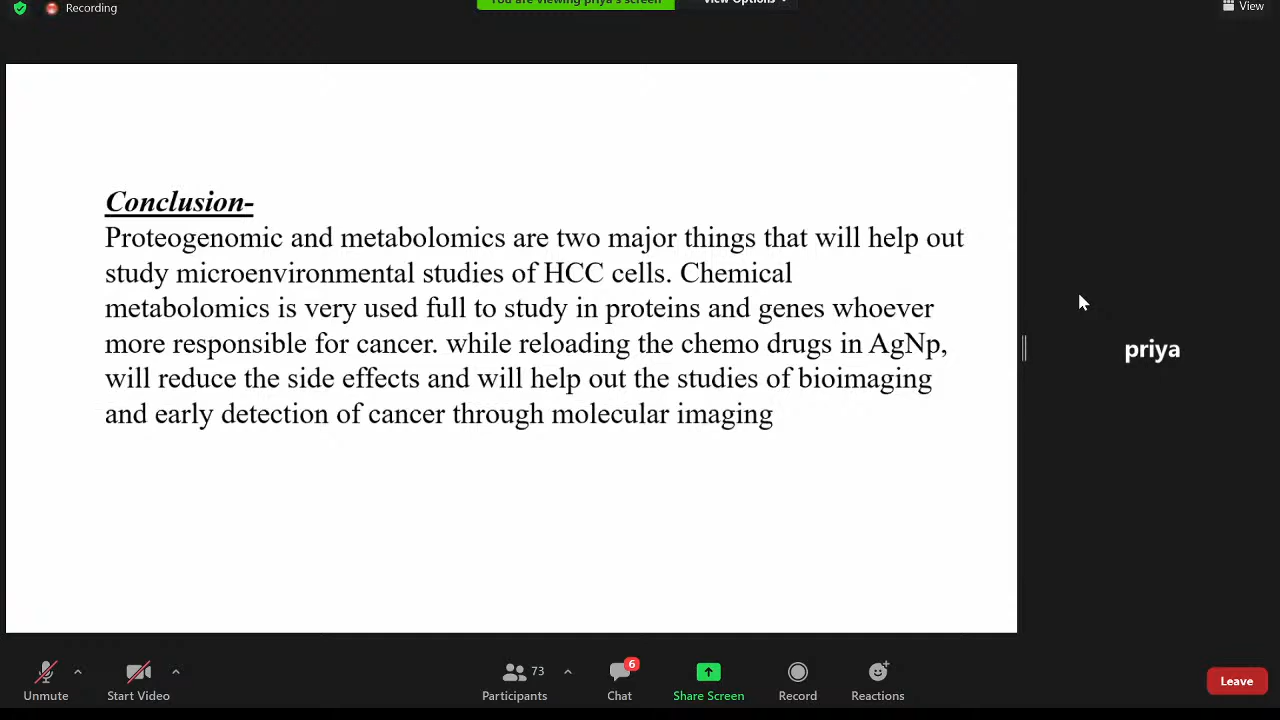 Recording
You are viewing priya's screen
View Options
View
Conclusion-
Proteogenomic and metabolomics are two major things that will help out
study microenvironmental studies of HCC cells. Chemical
metabolomics is very used full to study in proteins and genes whoever
more responsible for cancer. while reloading the chemo drugs in AgNp,
will reduce the side effects and will help out the studies of bioimaging
and early detection of cancer through molecular imaging
priya
Unmute
Start Video
73
Participants
6
Chat
Share Screen
Record
Reactions
Leave